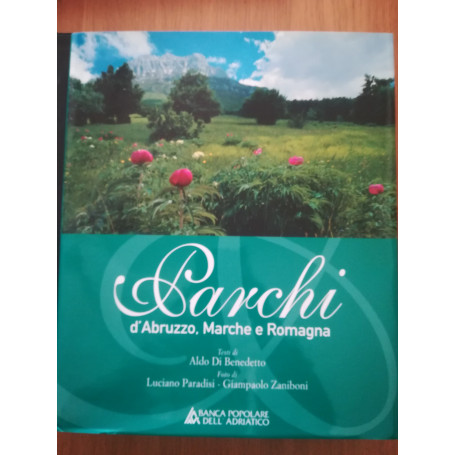 Parchi
d'Abruzzo, Marche e Romagna
Testi di
Aldo Di Benedetto
Foto di
Luciano Paradisi - Giampaolo Zaniboni
BANCA POPOLARE
DELL'ADRIATICO